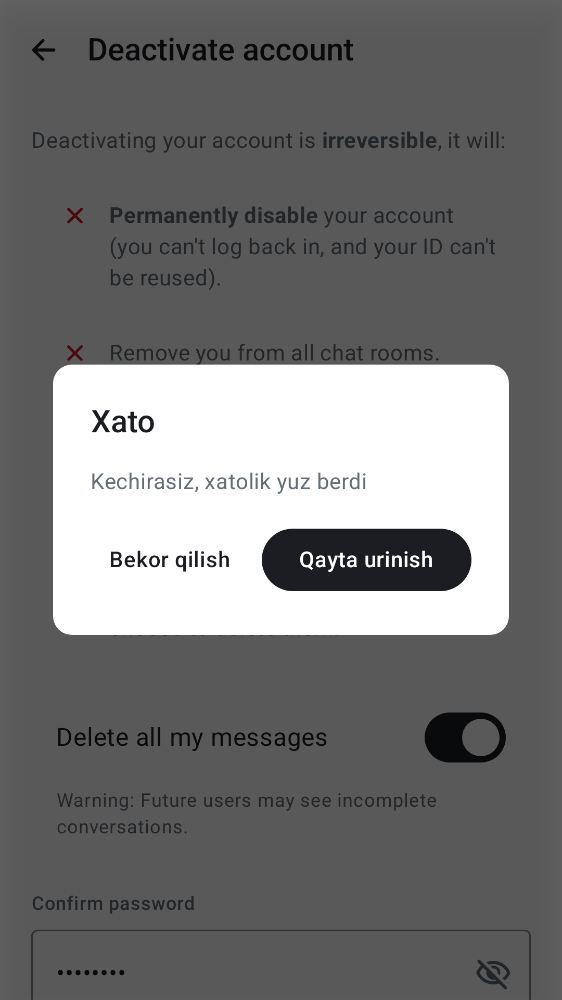 Deactivate account
Deactivating your account is irreversible, it will:
Permanently disable your account
(you can't log back in, and your ID can't
be reused).
Remove you from all chat rooms.
Xato
Kechirasiz, xatolik yuz berdi
Bekor qilish
Qayta urinish
Delete all my messages
Warning: Future users may see incomplete
conversations.
Confirm password
••••••••